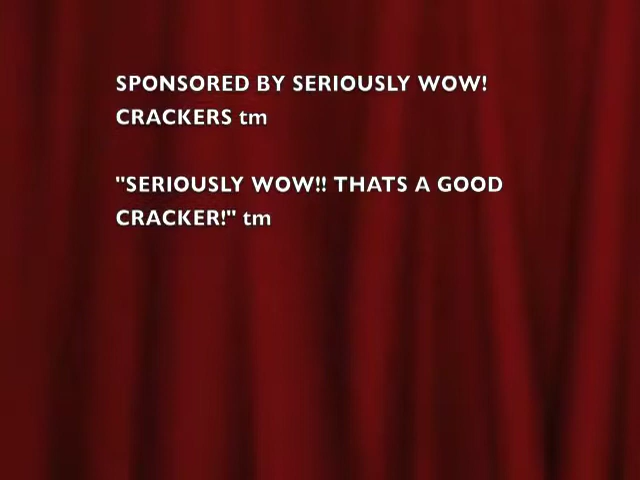 SPONSORED BY SERIOUSLY WOW!
CRACKERS tm
"SERIOUSLY WOW!! THATS A GOOD
CRACKER!" tm